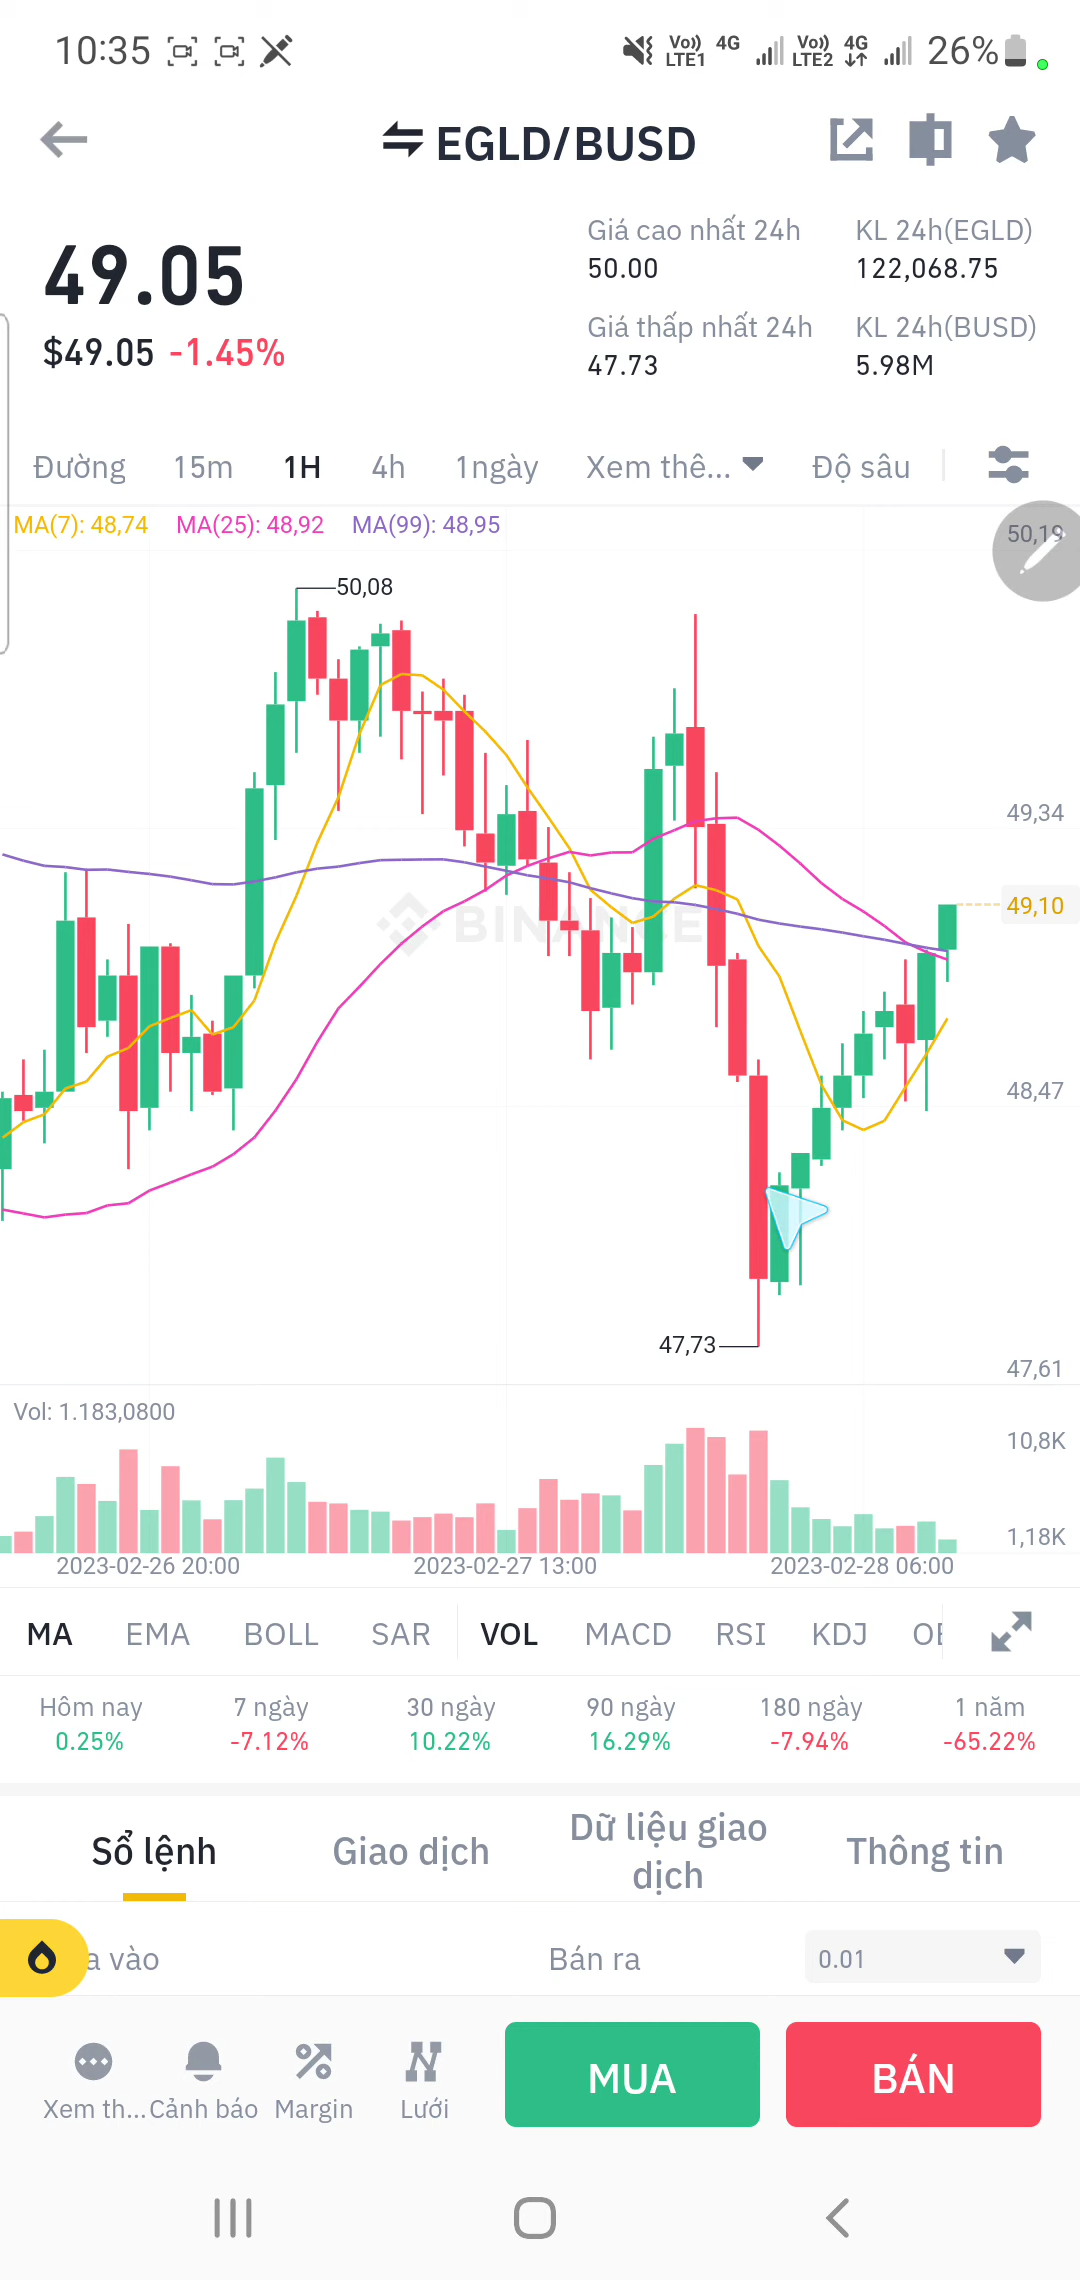 10:35 Vo)) LTE1 4G Vo)) LTE2 4G 26%
EGLD/BUSD
49.05
$49.05 -1.45%
Giá cao nhất 24h KL 24h(EGLD)
50.00 122,068.75
Giá thấp nhất 24h KL 24h(BUSD)
47.73 5.98M
Đường 15m 1H 4h 1ngày Xem thê... Độ sâu
MA(7): 48,74 MA(25): 48,92 MA(99): 48,95
50,19
50,08
49,34
49,10
BINANCE
48,47
47,73
47,61
Vol: 1.183,0800
10,8K
1,18K
2023-02-26 20:00 2023-02-27 13:00 2023-02-28 06:00
MA EMA BOLL SAR VOL MACD RSI KDJ
Hôm nay 7 ngày 30 ngày 90 ngày 180 ngày 1 năm
0.25% -7.12% 10.22% 16.29% -7.94% -65.22%
Sổ lệnh Giao dịch Dữ liệu giao dịch Thông tin
a vào Bán ra 0.01
Xem th... Cảnh báo Margin Lưới MUA BÁN